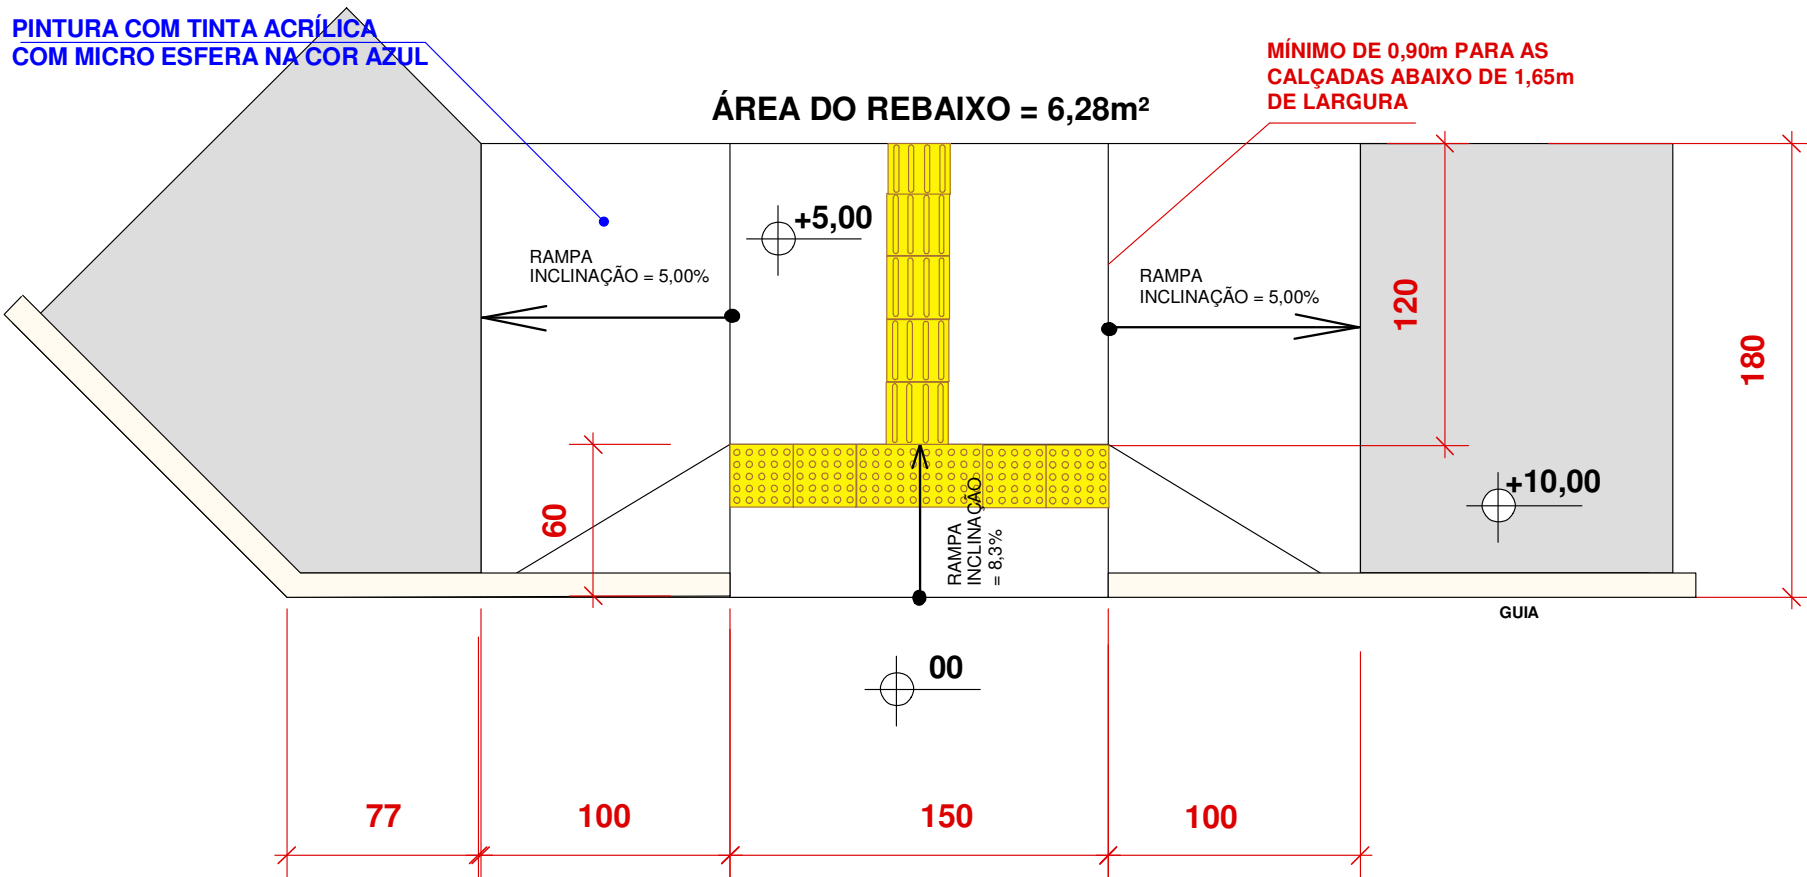 PINTURA COM TINTA ACRÍLICA
COM MICRO ESFERA NA COR AZUL
MÍNIMO DE 0,90m PARA AS
CALÇADAS ABAIXO DE 1,65m
DE LARGURA
ÁREA DO REBAIXO = 6,28m²
+5,00
RAMPA
INCLINAÇÃO = 5,00%
RAMPA
INCLINAÇÃO = 5,00%
120
180
+10,00
60
RAMPA
INCLINAÇÃO
= 8,3%
GUIA
00
77
100
150
100